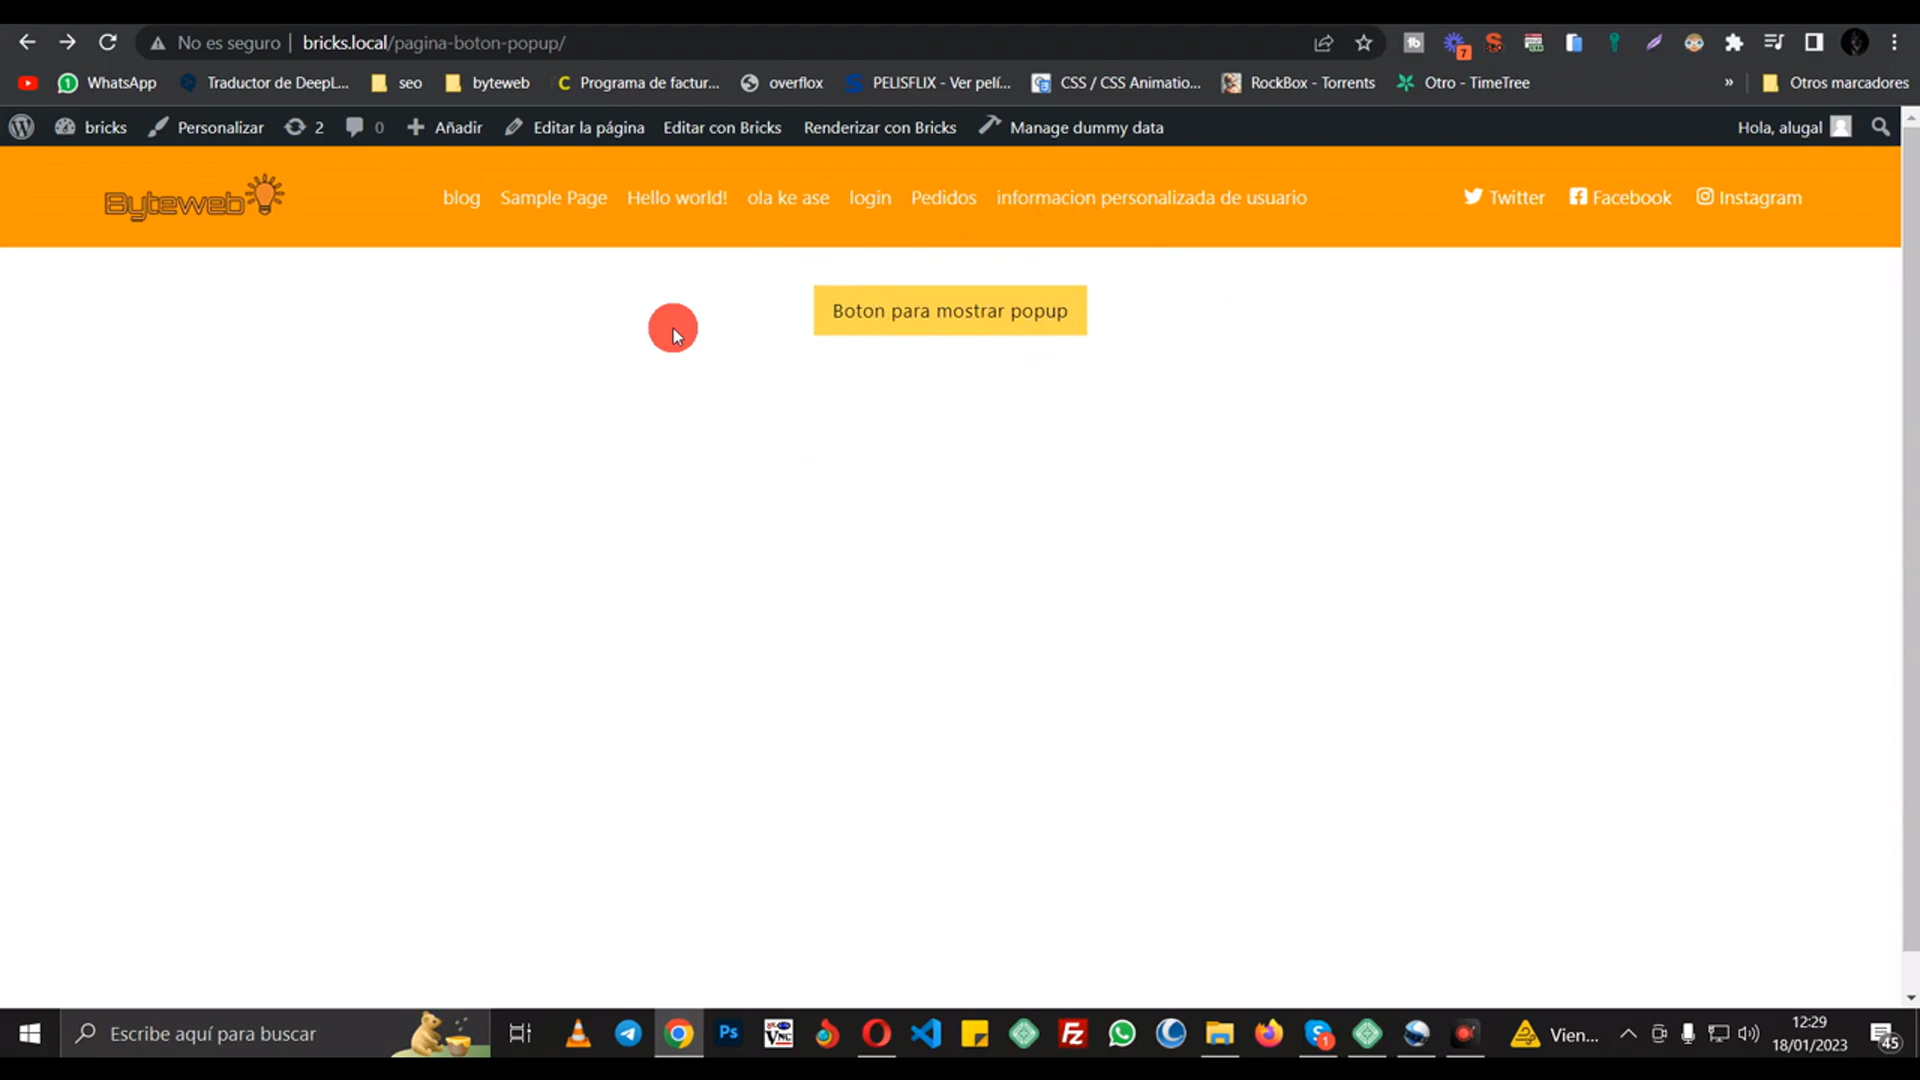 No es seguro bricks.local/pagina-boton-popup/
7
WhatsApp Traductor de DeepL... seo byteweb Programa de factur... overflox PELISFLIX - Ver pelí... CSS / CSS Animatio... RockBox - Torrents Otro - TimeTree » Otros marcadores
bricks Personalizar 2 0 Añadir Editar la página Editar con Bricks Renderizar con Bricks Manage dummy data Hola, alugal
Byteweb blog Sample Page Hello world! ola ke ase login Pedidos informacion personalizada de usuario Twitter Facebook Instagram
Boton para mostrar popup
Escribe aquí para buscar Ps Vien... 12:29
18/01/2023 45